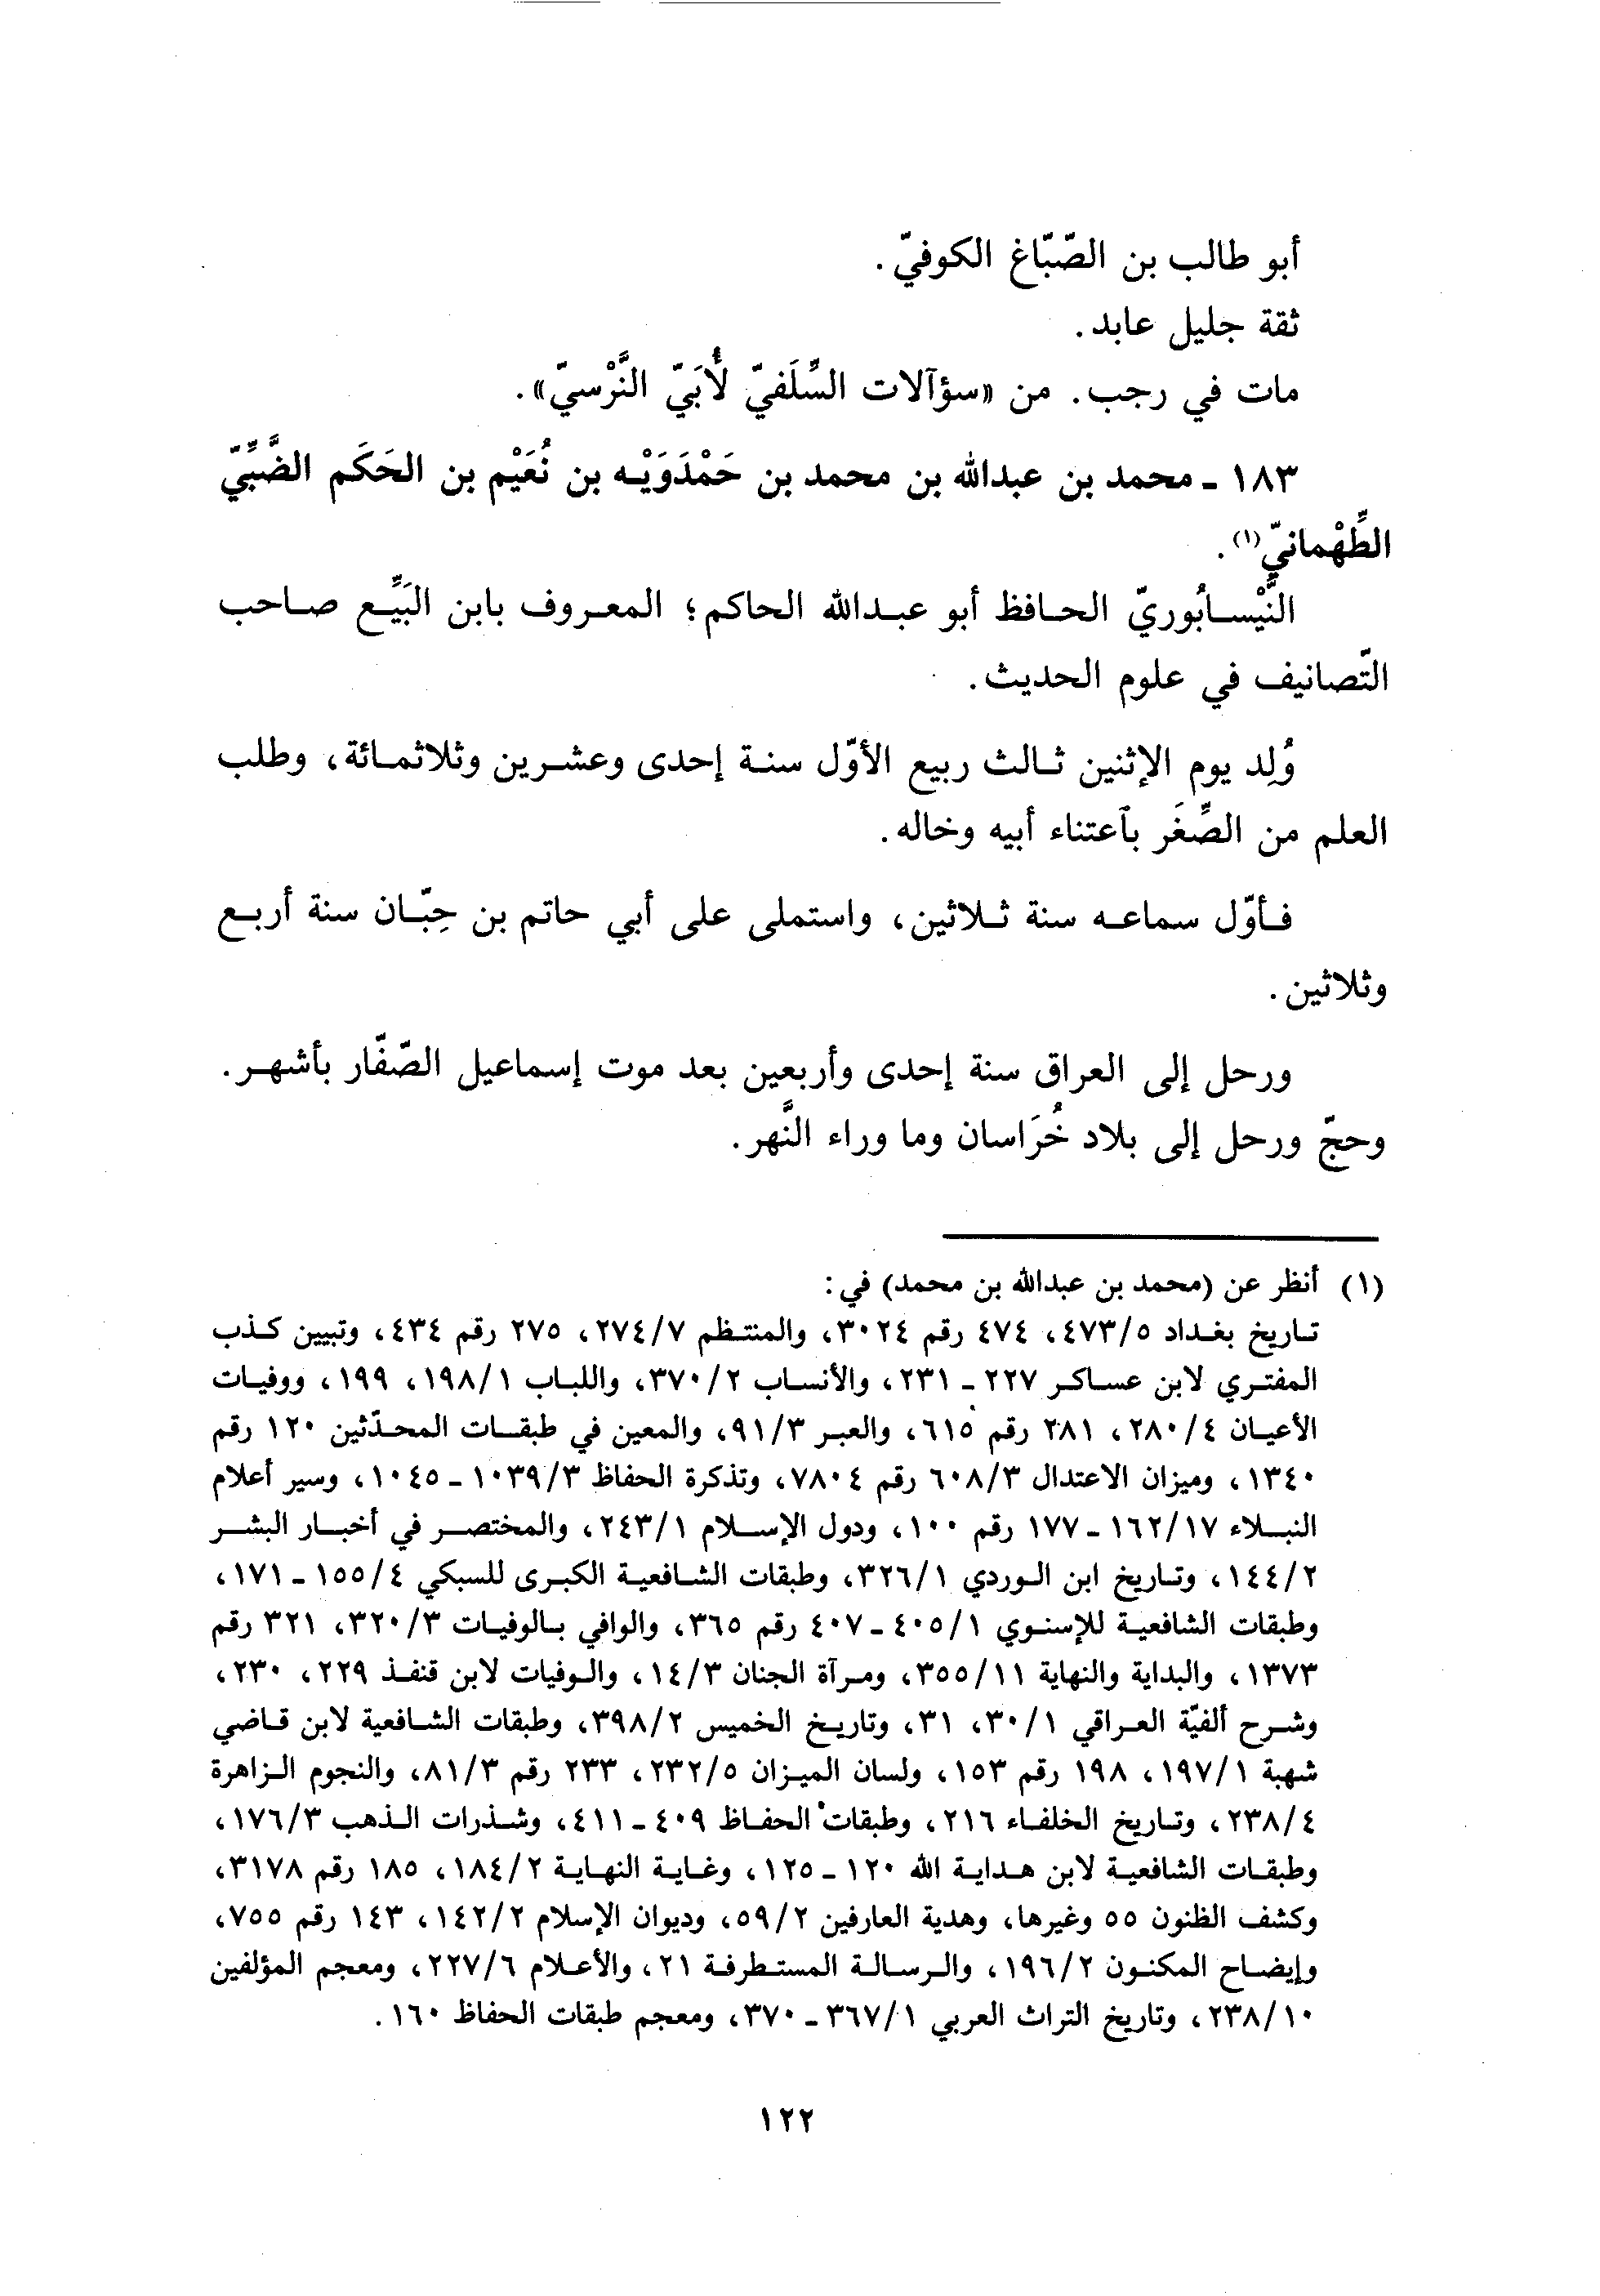 أبو طالب بن الصّبّاغ الكوفيّ.
ثقة جليل عابد.
مات في رجب. من «سؤآلات السِّلَفيّ لأُبَيّ النَّرْسيّ».
١٨٣ ـ محمد بن عبدالله بن محمد بن حَمْدَوَيْه بن نُعَيْم بن الحَكَم الضَّبِّيّ
الطِّهْمانيّ(١).
النَّيْسابُوريّ الحافظ أبو عبدالله الحاكم؛ المعروف بابن البَيِّع صاحب
التّصانيف في علوم الحديث.
وُلِد يوم الإثنين ثالث ربيع الأوّل سنة إحدى وعشرين وثلاثمائة، وطلب
العلم من الصِّغَر بآعتناء أبيه وخاله.
فأوّل سماعه سنة ثلاثين، واستملى على أبي حاتم بن حِبّان سنة أربع
وثلاثين.
ورحل إلى العراق سنة إحدى وأربعين بعد موت إسماعيل الصّفّار بأشهر.
وحجّ ورحل إلى بلاد خُرَاسان وما وراء النَّهر.
(١) أنظر عن (محمد بن عبدالله بن محمد) في:
تاريخ بغداد ٤٧٣/٥، ٤٧٤ رقم ٣٠٢٤، والمنتظم ٢٧٤/٧، ٢٧٥ رقم ٤٣٤، وتبيين كذب
المفتري لابن عساكر ٢٢٧ ـ ٢٣١، والأنساب ٣٧٠/٢، واللباب ١٩٨/١، ١٩٩، ووفيات
الأعيان ٢٨٠/٤، ٢٨١ رقم ٦١٥، والعبر ٩١/٣، والمعين في طبقات المحدّثين ١٢٠ رقم
١٣٤٠، وميزان الاعتدال ٦٠٨/٣ رقم ٧٨٠٤، وتذكرة الحفاظ ١٠٣٩/٣ ـ ١٠٤٥، وسير أعلام
النبلاء ١٦٢/١٧ ـ ١٧٧ رقم ١٠٠، ودول الإسلام ٢٤٣/١، والمختصر في أخبار البشر
١٤٤/٢، وتاريخ ابن الوردي ٣٢٦/١، وطبقات الشافعية الكبرى للسبكي ١٥٥/٤ ـ ١٧١،
وطبقات الشافعية للإسنوي ٤٠٥/١ ـ ٤٠٧ رقم ٣٦٥، والوافي بالوفيات ٣٢٠/٣، ٣٢١ رقم
١٣٧٣، والبداية والنهاية ٣٥٥/١١، ومرآة الجنان ١٤/٣، والوفيات لابن قنفذ ٢٢٩، ٢٣٠،
وشرح ألفيّة العراقي ٣٠/١، ٣١، وتاريخ الخميس ٣٩٨/٢، وطبقات الشافعية لابن قاضي
شهبة ١٩٧/١، ١٩٨ رقم ١٥٣، ولسان الميزان ٢٣٢/٥، ٢٣٣ رقم ٨١/٣، والنجوم الزاهرة
٢٣٨/٤، وتاريخ الخلفاء ٢١٦، وطبقات الحفاظ ٤٠٩ ـ ٤١١، وشذرات الذهب ١٧٦/٣،
وطبقات الشافعية لابن هداية الله ١٢٠ ـ ١٢٥، وغاية النهاية ١٨٤/٢، ١٨٥ رقم ٣١٧٨،
وكشف الظنون ٥٥ وغيرها، وهدية العارفين ٥٩/٢، وديوان الإسلام ١٤٢/٢، ١٤٣ رقم ٧٥٥،
وإيضاح المكنون ١٩٦/٢، والرسالة المستطرفة ٢١، والأعلام ٢٢٧/٦، ومعجم المؤلفين
٢٣٨/١٠، وتاريخ التراث العربي ٣٦٧/١ ـ ٣٧٠، ومعجم طبقات الحفاظ ١٦٠.
١٢٢